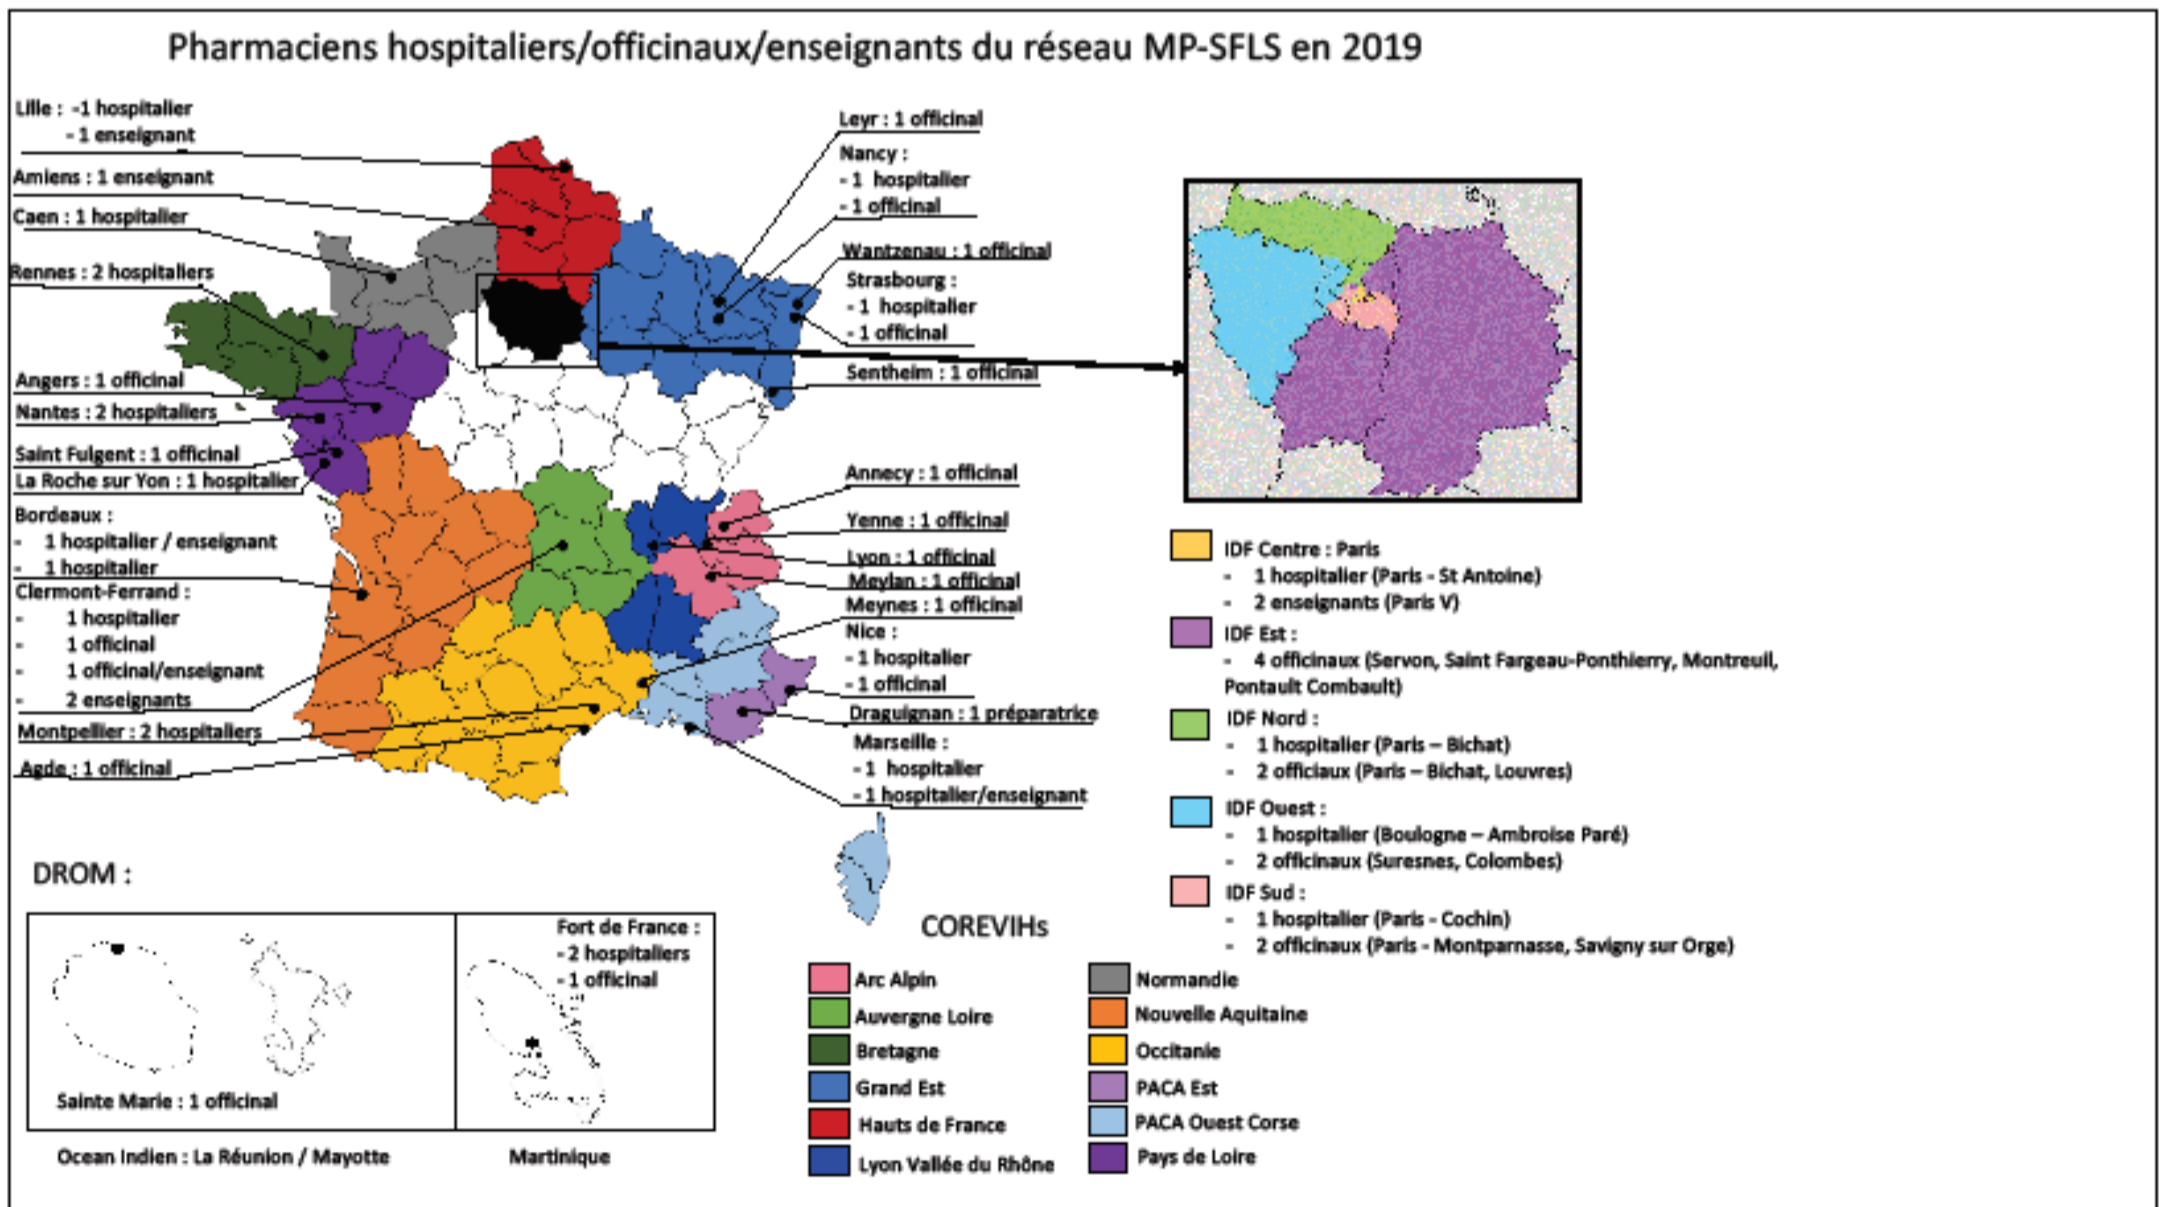 Pharmaciens hospitaliers/officinaux/enseignants du réseau MP-SFLS en 2019
Lille : -1 hospitalier
- 1 enseignant
Amiens : 1 enseignant
Caen : 1 hospitalier
Rennes : 2 hospitaliers
Angers : 1 officinal
Nantes : 2 hospitaliers
Saint Fulgent : 1 officinal
La Roche sur Yon : 1 hospitalier
Bordeaux :
- 1 hospitalier / enseignant
- 1 hospitalier
Clermont-Ferrand :
- 1 hospitalier
- 1 officinal
- 1 officinal/enseignant
- 2 enseignants
Montpellier : 2 hospitaliers
Agde : 1 officinal
Leyr : 1 officinal
Nancy :
- 1 hospitalier
- 1 officinal
Wantzenau : 1 officinal
Strasbourg :
- 1 hospitalier
- 1 officinal
Sentheim : 1 officinal
Annecy : 1 officinal
Yenne : 1 officinal
Lyon : 1 officinal
Meylan : 1 officinal
Meynes : 1 officinal
Nice :
- 1 hospitalier
- 1 officinal
Draguignan : 1 préparatrice
Marseille :
- 1 hospitalier
- 1 hospitalier/enseignant
IDF Centre : Paris
- 1 hospitalier (Paris - St Antoine)
- 2 enseignants (Paris V)
IDF Est :
- 4 officinaux (Servon, Saint Fargeau-Ponthierry, Montreuil,
Pontault Combault)
IDF Nord :
- 1 hospitalier (Paris – Bichat)
- 2 officiaux (Paris – Bichat, Louvres)
IDF Ouest :
- 1 hospitalier (Boulogne – Ambroise Paré)
- 2 officinaux (Suresnes, Colombes)
IDF Sud :
- 1 hospitalier (Paris - Cochin)
- 2 officinaux (Paris - Montparnasse, Savigny sur Orge)
DROM :
Sainte Marie : 1 officinal
Ocean Indien : La Réunion / Mayotte
Fort de France :
- 2 hospitaliers
- 1 officinal
Martinique
COREVIHs
Arc Alpin
Auvergne Loire
Bretagne
Grand Est
Hauts de France
Lyon Vallée du Rhône
Normandie
Nouvelle Aquitaine
Occitanie
PACA Est
PACA Ouest Corse
Pays de Loire